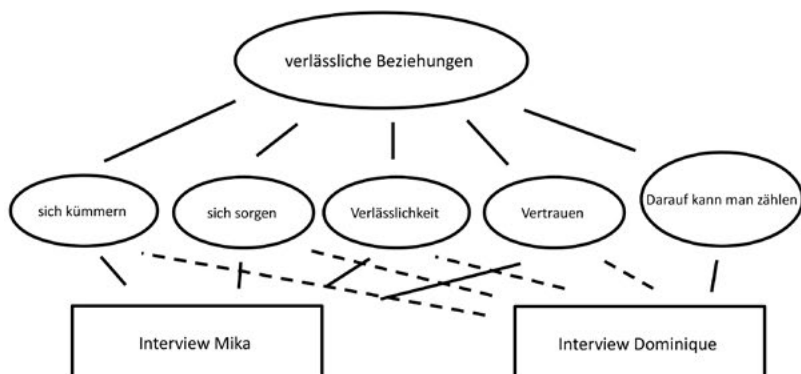 verlässliche Beziehungen
sich kümmern
sich sorgen
Verlässlichkeit
Vertrauen
Darauf kann man zählen
Interview Mika
Interview Dominique